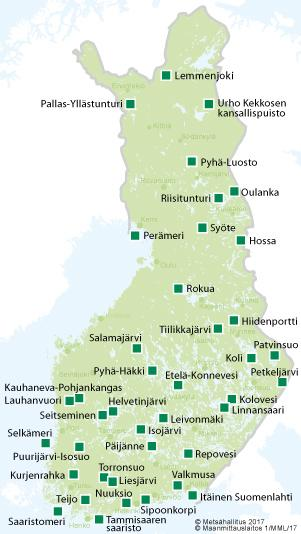 Lemmenjoki
Pallas-Yllästunturi
Urho Kekkosen
kansallispuisto
Pyhä-Luosto
Oulanka
Riisitunturi
Syöte
Perämeri
Hossa
Rokua
Hiidenportti
Tiilikkajärvi
Salamajärvi
Patvinsuo
Koli
Pyhä-Häkki
Etelä-Konnevesi
Petkeljärvi
Kauhaneva-Pohjankangas
Lauhanvuori
Helvetinjärvi
Kolovesi
Linnansaari
Seitseminen
Leivonmäki
Selkämeri
Isojärvi
Puurijärvi-Isosuo
Päijänne
Repovesi
Kurjenrahka
Torronsuo
Liesjärvi
Valkmusa
Teijo
Nuuksio
Itäinen Suomenlahti
Sipoonkorpi
Saaristomeri
Tammisaaren
saaristo
© Metsähallitus 2017
© Maanmittauslaitos 1/MML/17